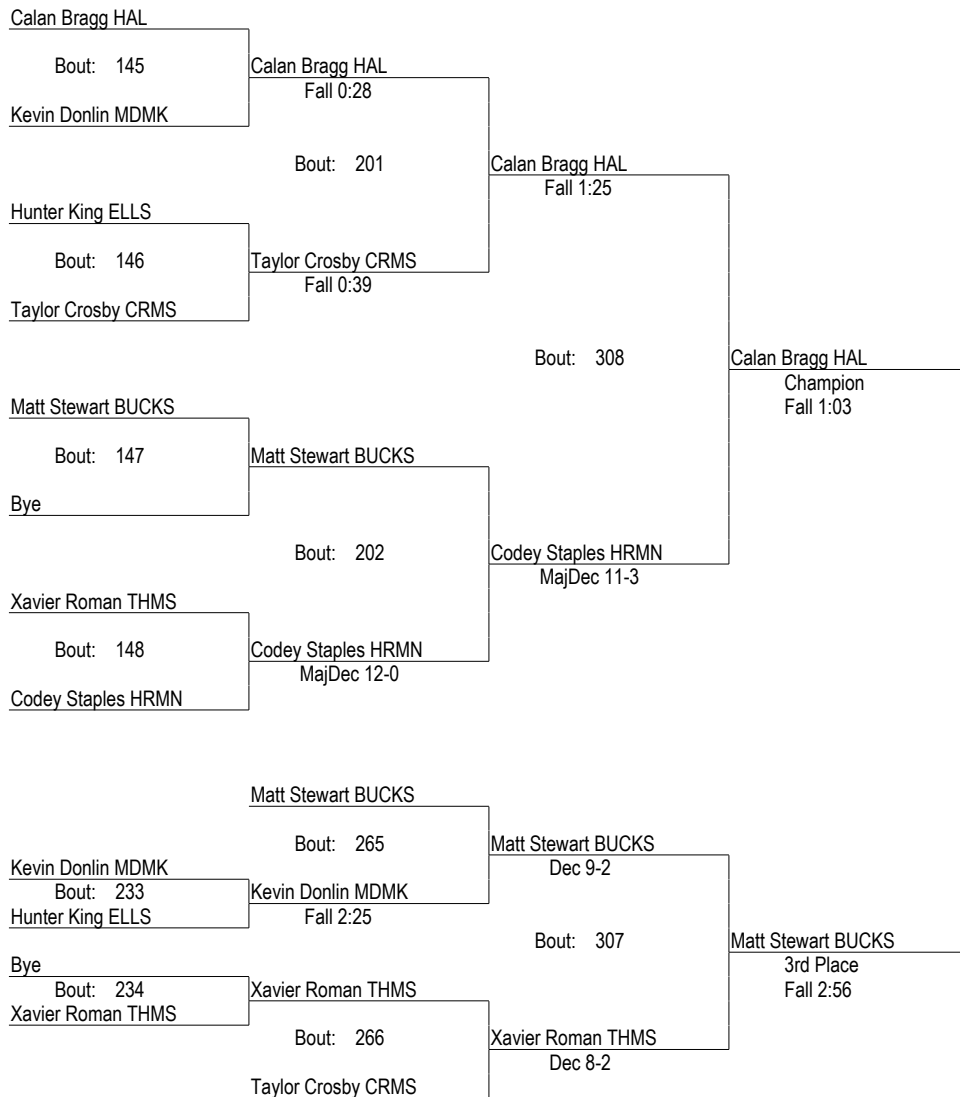 Calan Bragg HAL
Bout: 145
Calan Bragg HAL
Fall 0:28
Kevin Donlin MDMK
Bout: 201
Calan Bragg HAL
Fall 1:25
Hunter King ELLS
Bout: 146
Taylor Crosby CRMS
Fall 0:39
Taylor Crosby CRMS
Bout: 308
Calan Bragg HAL
Champion
Fall 1:03
Matt Stewart BUCKS
Bout: 147
Matt Stewart BUCKS
Bye
Bout: 202
Codey Staples HRMN
MajDec 11-3
Xavier Roman THMS
Bout: 148
Codey Staples HRMN
MajDec 12-0
Codey Staples HRMN
Matt Stewart BUCKS
Bout: 265
Matt Stewart BUCKS
Dec 9-2
Kevin Donlin MDMK
Bout: 233
Kevin Donlin MDMK
Fall 2:25
Hunter King ELLS
Bout: 307
Matt Stewart BUCKS
3rd Place
Fall 2:56
Bye
Bout: 234
Xavier Roman THMS
Xavier Roman THMS
Bout: 266
Xavier Roman THMS
Dec 8-2
Taylor Crosby CRMS